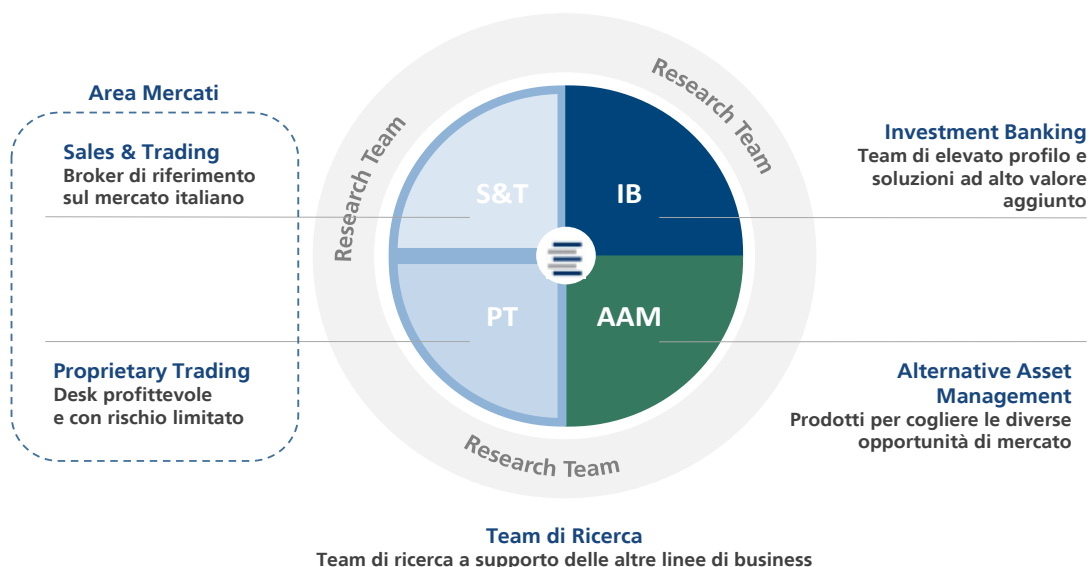 Area Mercati
Sales & Trading
Broker di riferimento
sul mercato italiano
Proprietary Trading
Desk profittevole
e con rischio limitato
Research Team
Research Team
S&T
IB
PT
AAM
Research Team
Investment Banking
Team di elevato profilo e
soluzioni ad alto valore
aggiunto
Alternative Asset
Management
Prodotti per cogliere le diverse
opportunità di mercato
Team di Ricerca
Team di ricerca a supporto delle altre linee di business